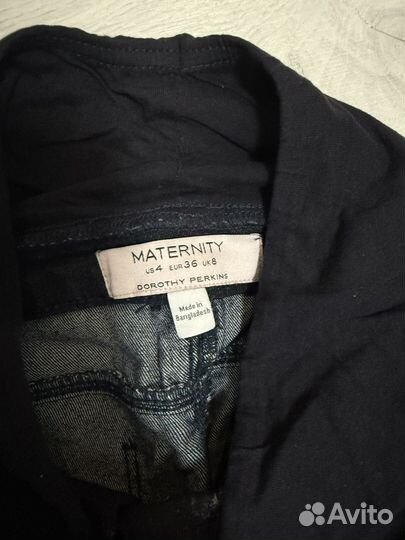 MATERNITY
US4 EUR36 UK8
DOROTHY PERKINS
Made in
Bangladesh
Avito